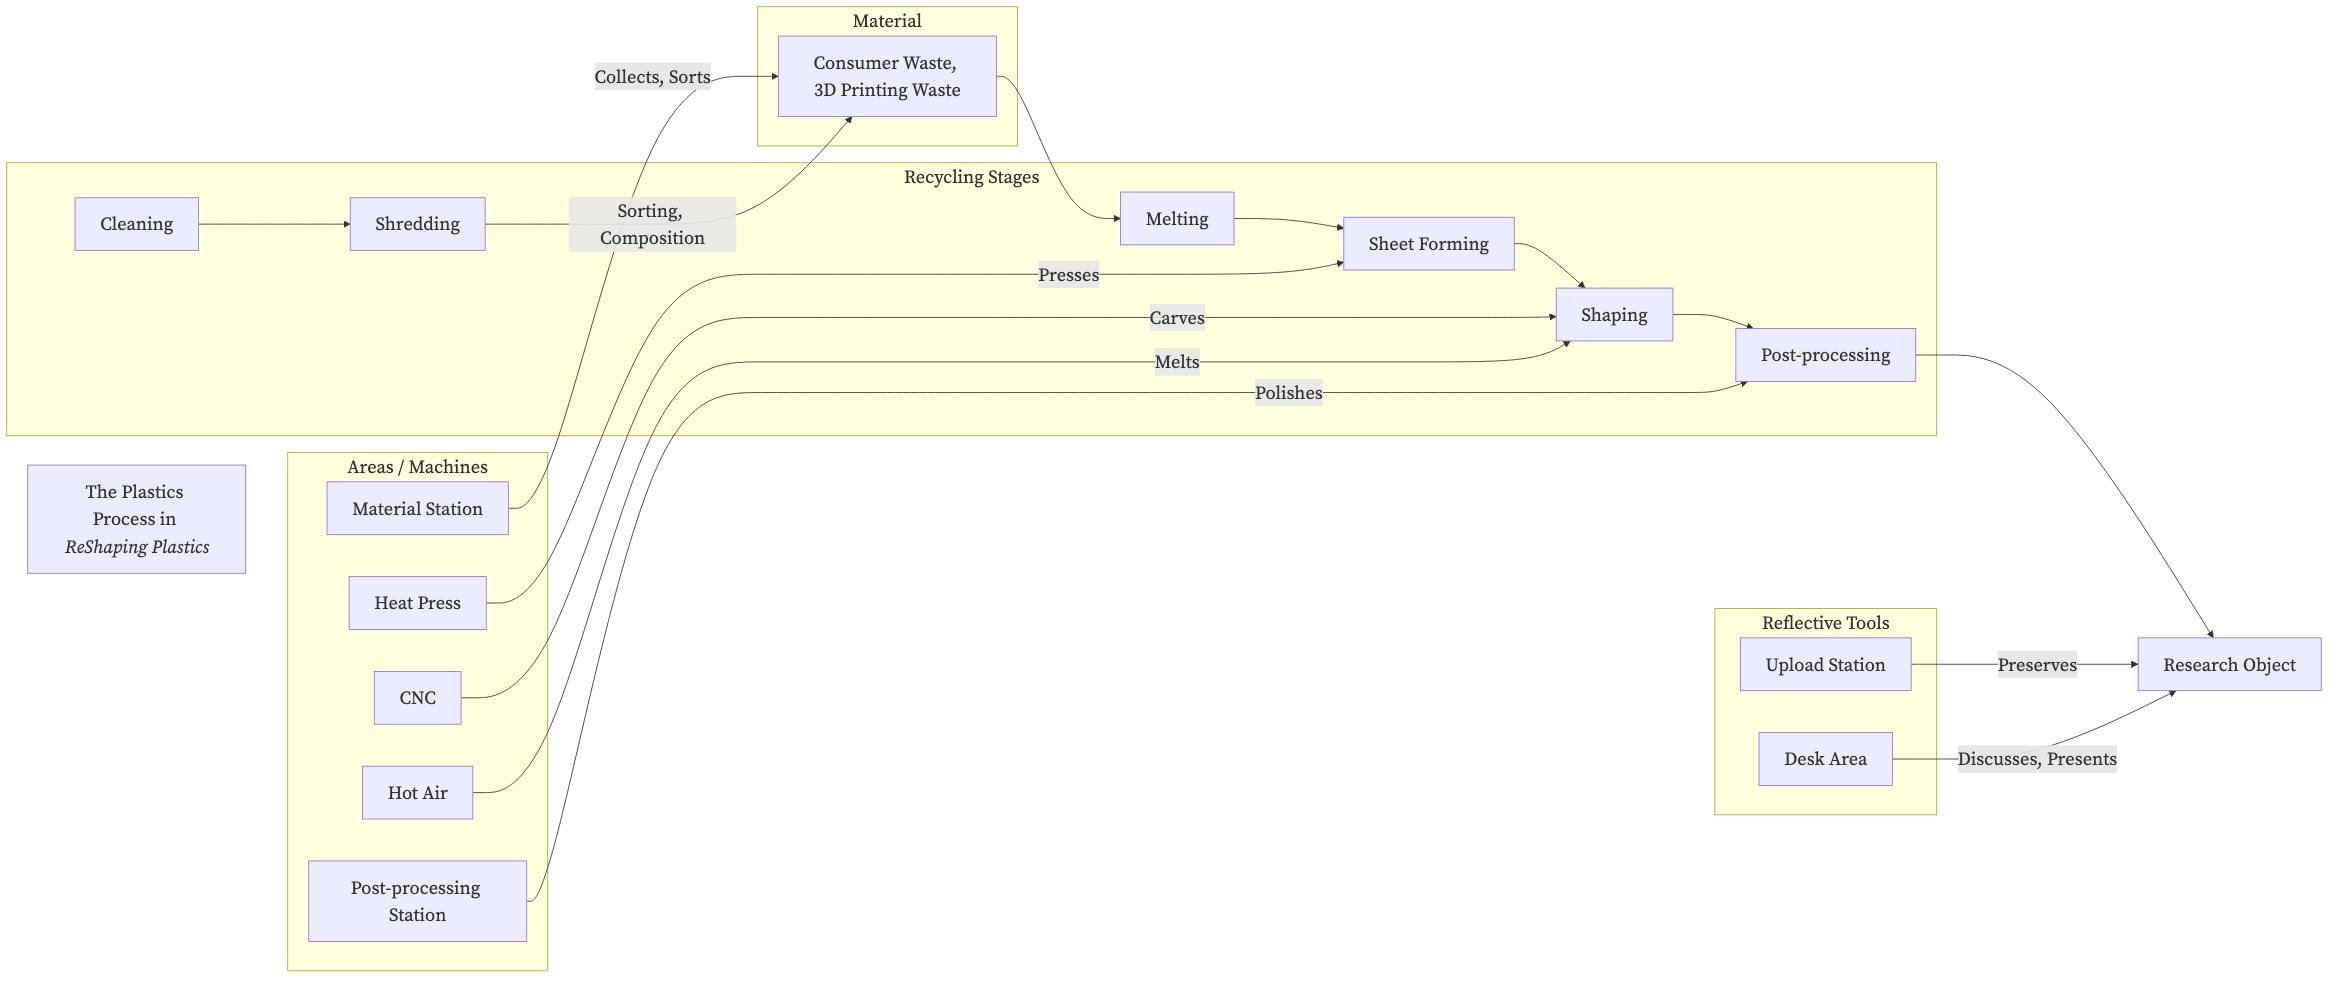 Material
Consumer Waste,
3D Printing Waste
Collects, Sorts
Recycling Stages
Cleaning
Shredding
Sorting,
Composition
Melting
Sheet Forming
Presses
Shaping
Carves
Post-processing
Melts
Polishes
The Plastics
Process in
ReShaping Plastics
Areas / Machines
Material Station
Heat Press
CNC
Hot Air
Post-processing
Station
Reflective Tools
Upload Station
Preserves
Research Object
Desk Area
Discusses, Presents